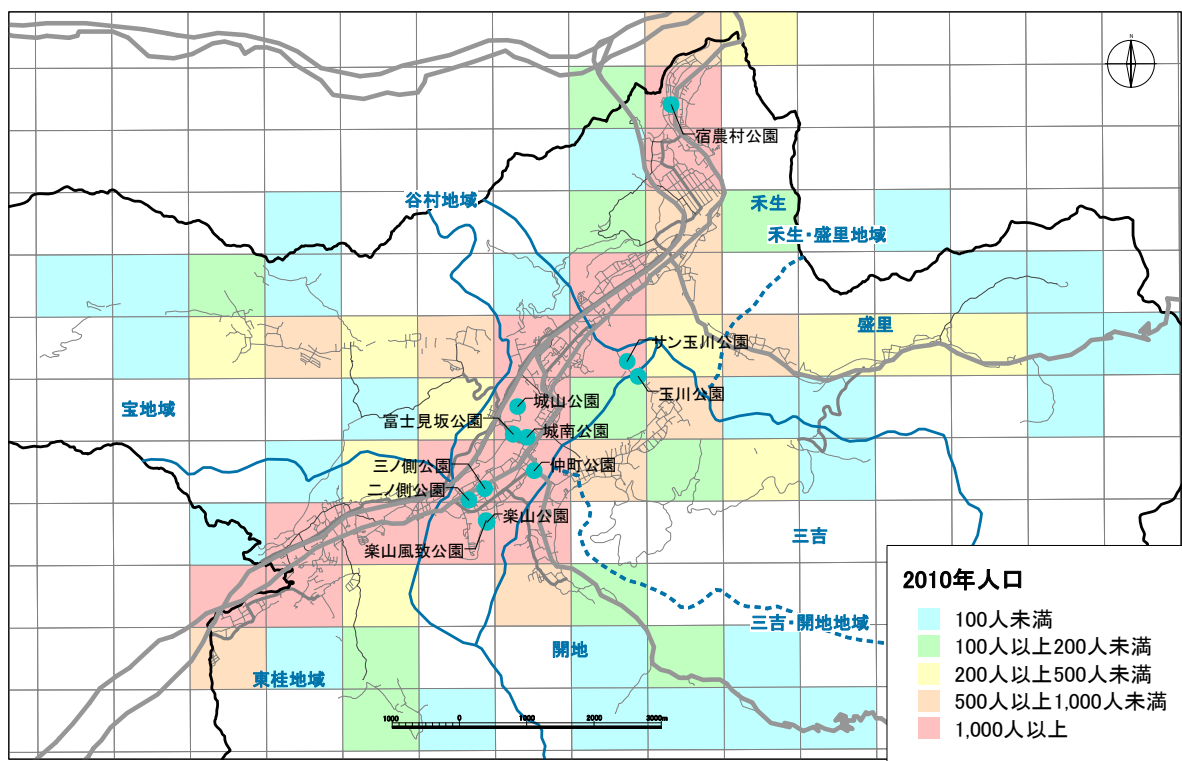 N
宿農村公園
谷村地域
禾生
禾生・盛里地域
盛里
サン玉川公園
玉川公園
宝地域
城山公園
富士見坂公園
城南公園
三ノ側公園
仲町公園
二ノ側公園
楽山公園
楽山風致公園
三吉
三吉・開地地域
開地
東桂地域
1000 0 1000 2000 3000m
2010年人口
100人未満
100人以上200人未満
200人以上500人未満
500人以上1,000人未満
1,000人以上